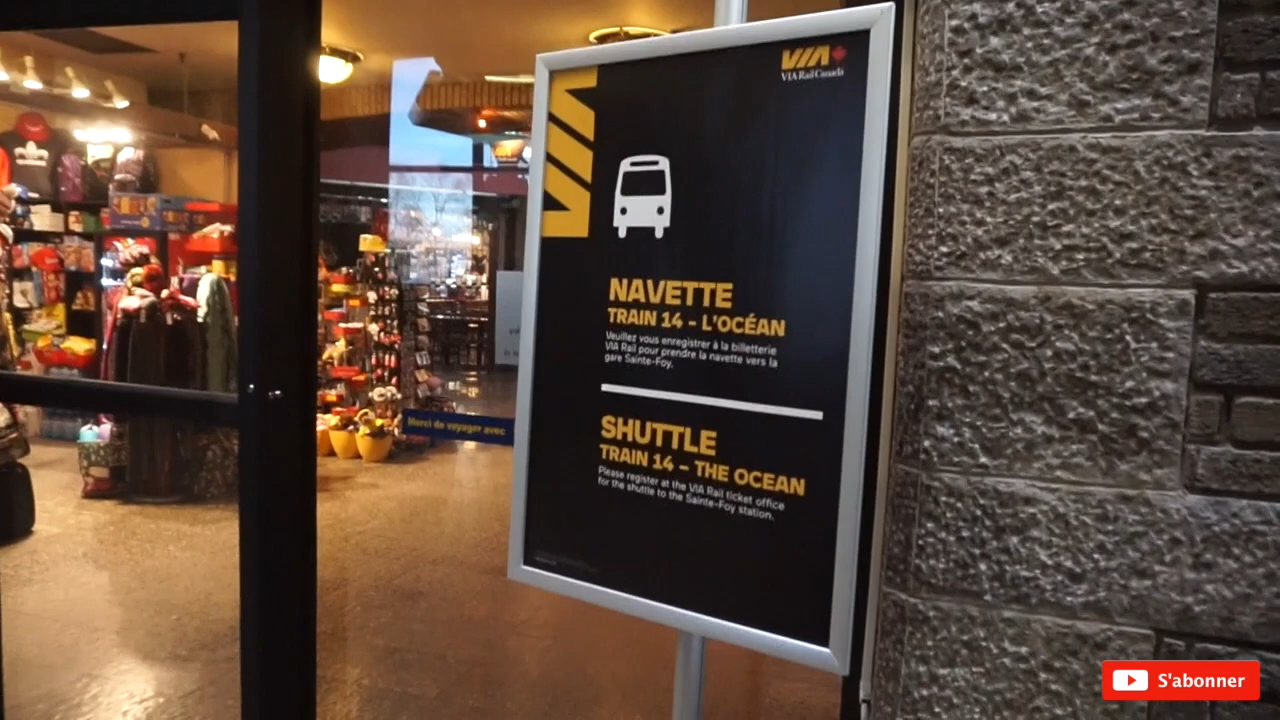 VIA
VIA Rail Canada
VIA
NAVETTE
TRAIN 14 – L'OCÉAN
Veuillez vous enregistrer à la billetterie
VIA Rail pour prendre la navette vers la
gare Sainte-Foy.
SHUTTLE
TRAIN 14 – THE OCEAN
Please register at the VIA Rail ticket office
for the shuttle to the Sainte-Foy station.
Merci de voyager avec
S'abonner